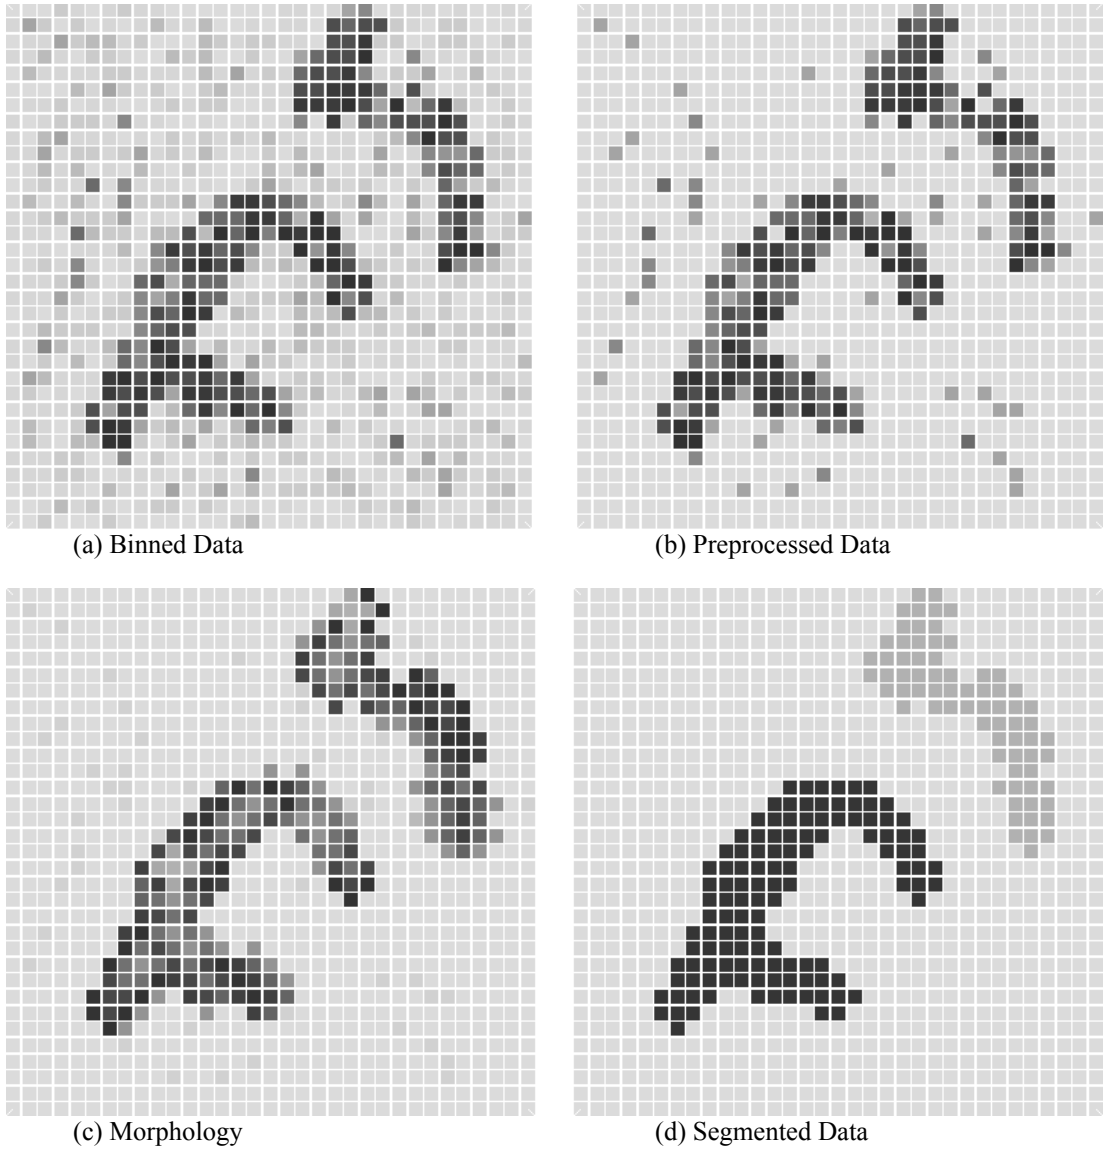 (a) Binned Data
(b) Preprocessed Data
(c) Morphology
(d) Segmented Data